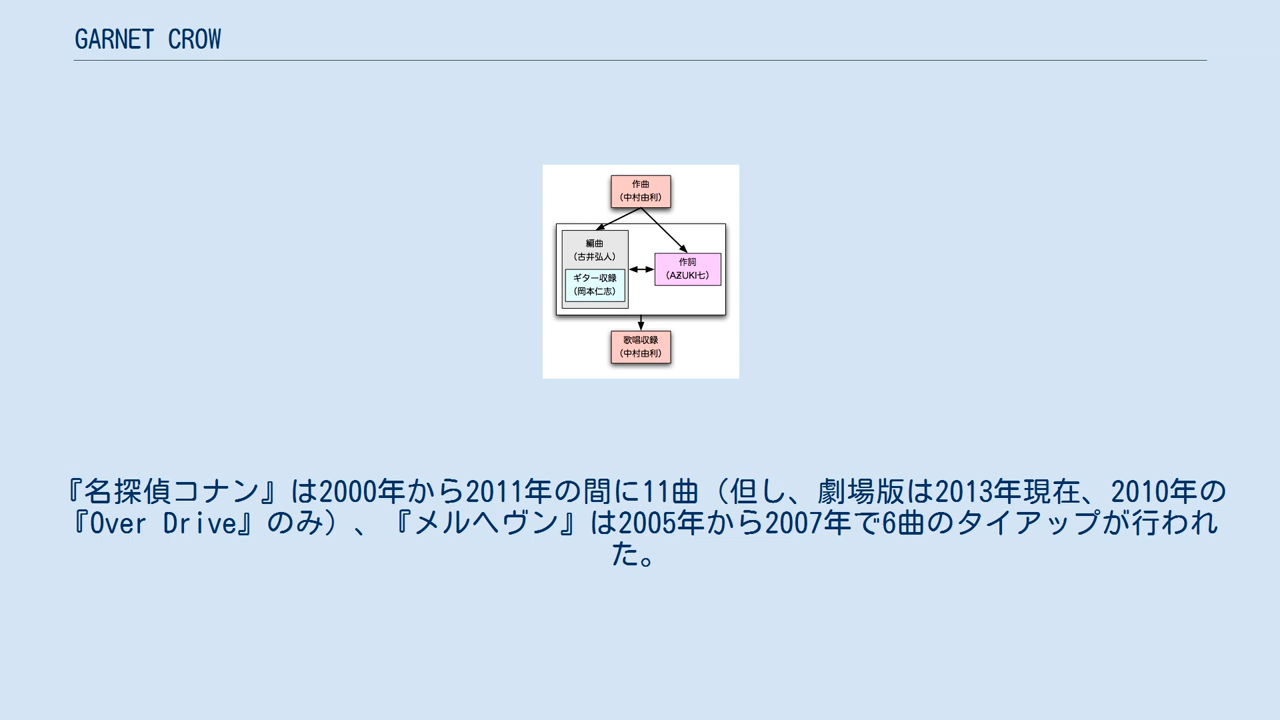 GARNET CROW
作曲
（中村由利）
編曲
（古井弘人）
ギター収録
（岡本仁志）
作詞
（AZUKI七）
歌唱収録
（中村由利）
『名探偵コナン』は2000年から2011年の間に11曲（但し、劇場版は2013年現在、2010年の
『Over Drive』のみ）、『メルヘヴン』は2005年から2007年で6曲のタイアップが行われ
た。